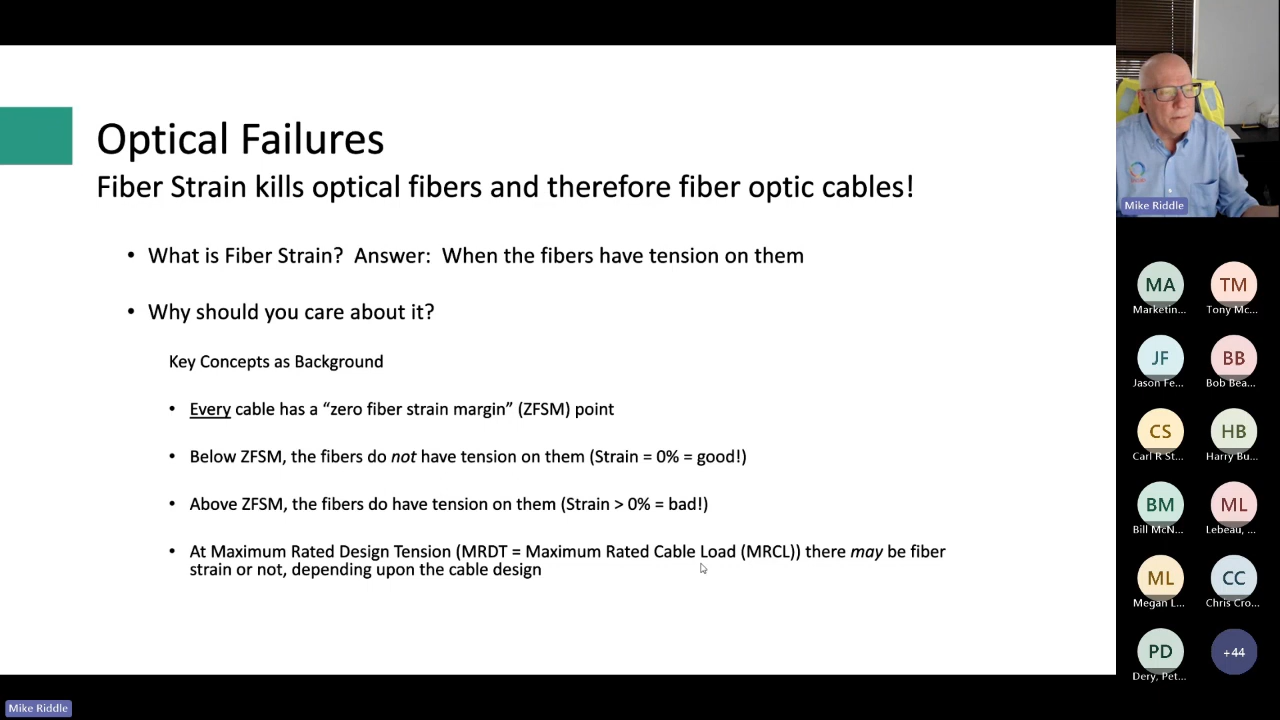 Optical Failures
Fiber Strain kills optical fibers and therefore fiber optic cables!
• What is Fiber Strain? Answer: When the fibers have tension on them
• Why should you care about it?
Key Concepts as Background
• Every cable has a “zero fiber strain margin” (ZFSM) point
• Below ZFSM, the fibers do not have tension on them (Strain = 0% = good!)
• Above ZFSM, the fibers do have tension on them (Strain > 0% = bad!)
• At Maximum Rated Design Tension (MRDT = Maximum Rated Cable Load (MRCL)) there may be fiber
strain or not, depending upon the cable design
Mike Riddle
MA
TM
Marketin...
Tony Mc...
JF
BB
Jason Fe...
Bob Bea...
CS
HB
Carl R St...
Harry Bu...
BM
ML
Bill McN...
Lebeau, ...
ML
CC
Megan L...
Chris Cro...
PD
+44
Dery, Pet...
Mike Riddle